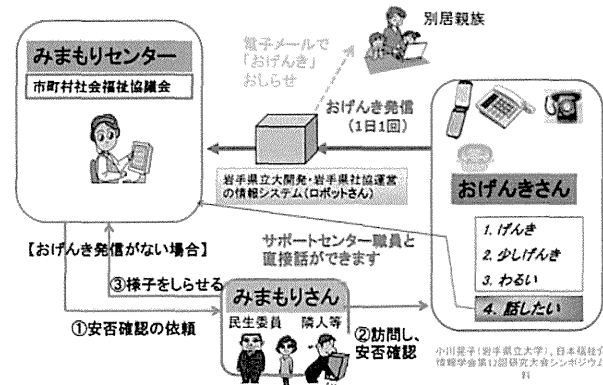 別居親族
みまもりセンター
市町村社会福祉協議会
電子メールで
「おげんき」
おしらせ
おげんき発信
(1日1回)
岩手県立大開発・岩手県社協運営
の情報システム(ロボットさん)
おげんきさん
1. げんき
2. 少しげんき
3. わるい
4. 話したい
【おげんき発信がない場合】
サポートセンター職員と
直接話ができます
③様子をしらせる
①安否確認の依頼
みまもりさん
民生委員 隣人等
②訪問し、
安否確認
小川晃子(岩手県立大学)、日本福祉介
情報学会第12回研究大会シンポジウム
料